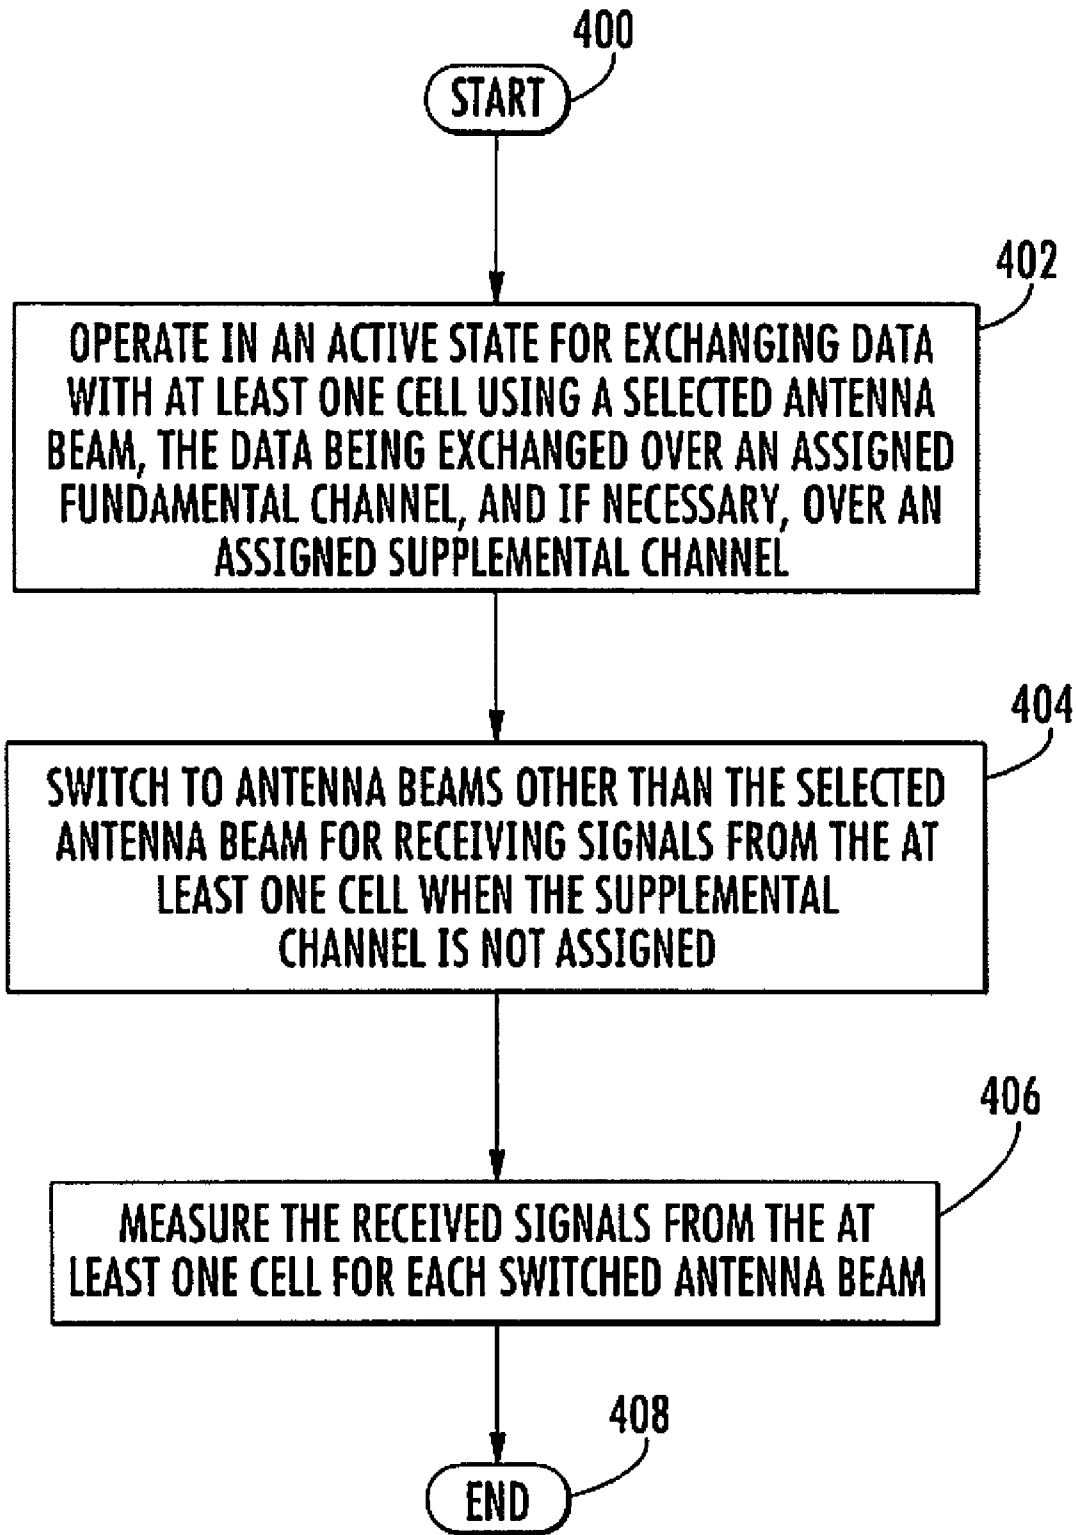 400
START
402
OPERATE IN AN ACTIVE STATE FOR EXCHANGING DATA
WITH AT LEAST ONE CELL USING A SELECTED ANTENNA
BEAM, THE DATA BEING EXCHANGED OVER AN ASSIGNED
FUNDAMENTAL CHANNEL, AND IF NECESSARY, OVER AN
ASSIGNED SUPPLEMENTAL CHANNEL
404
SWITCH TO ANTENNA BEAMS OTHER THAN THE SELECTED
ANTENNA BEAM FOR RECEIVING SIGNALS FROM THE AT
LEAST ONE CELL WHEN THE SUPPLEMENTAL
CHANNEL IS NOT ASSIGNED
406
MEASURE THE RECEIVED SIGNALS FROM THE AT
LEAST ONE CELL FOR EACH SWITCHED ANTENNA BEAM
408
END